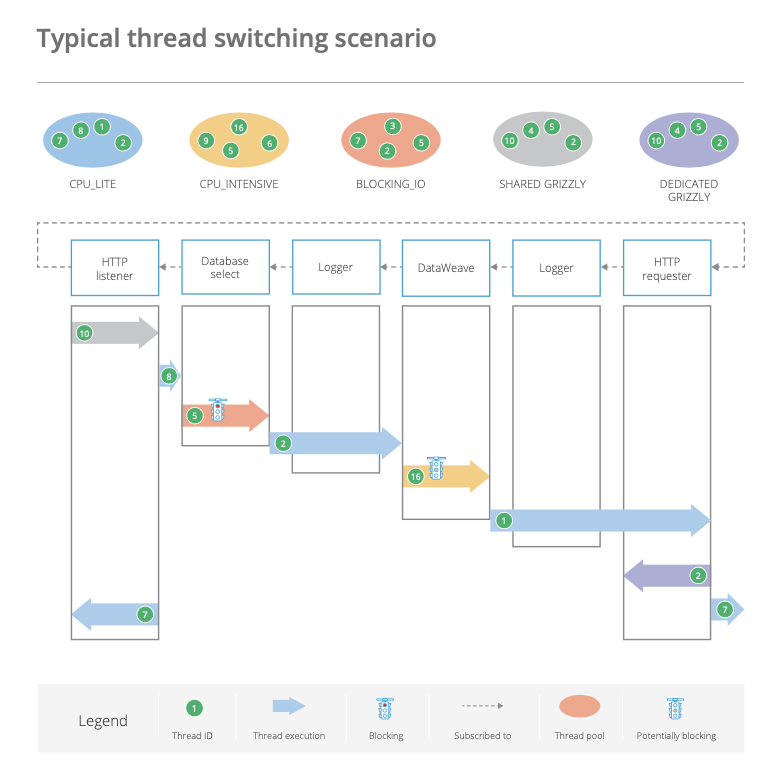 Typical thread switching scenario
7 8 1 2
9 16 5 6
7 3 2 5
10 4 5 2
10 4 5 2
CPU_LITE
CPU_INTENSIVE
BLOCKING_IO
SHARED GRIZZLY
DEDICATED
GRIZZLY
HTTP
listener
Database
select
Logger
DataWeave
Logger
HTTP
requester
10
8
5
2
16
1
2
7
7
Legend
1
Thread ID
Thread execution
Blocking
Subscribed to
Thread pool
Potentially blocking